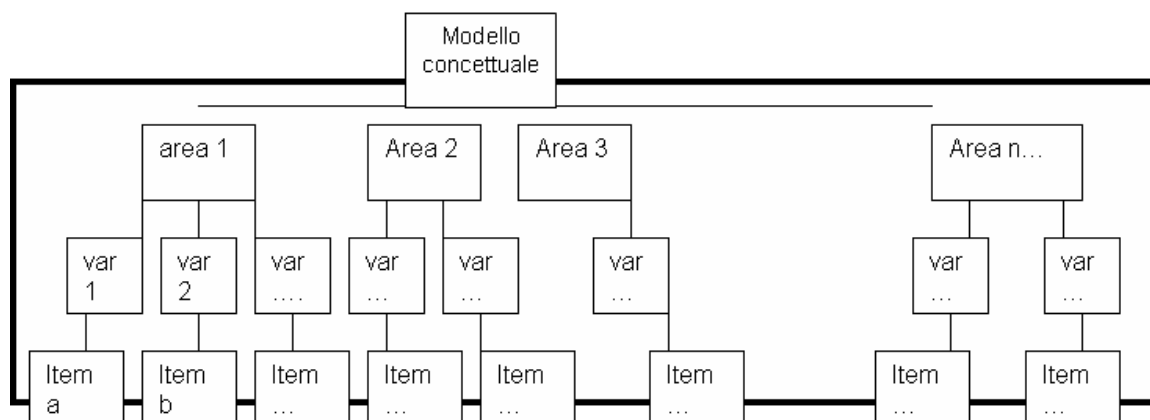 Modello
concettuale
area 1
Area 2
Area 3
Area n...
var
1
var
2
var
....
var
...
var
...
var
...
var
...
var
...
Item
a
Item
b
Item
...
Item
...
Item
...
Item
...
Item
...
Item
...